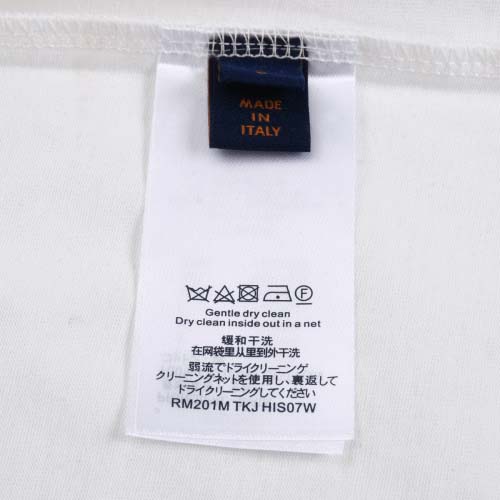 MADE
IN
ITALY
F
Gentle dry clean
Dry clean inside out in a net
缓和干洗
在网袋里从里到外干洗
弱流でドライクリーニング
クリーニングネットを使用し、裏返して
ドライクリーニングしてください
RM201M TKJ HIS07W